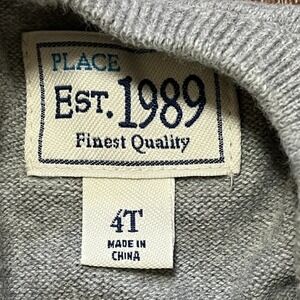 PLACE
EST. 1989
Finest Quality
4T
MADE IN
CHINA